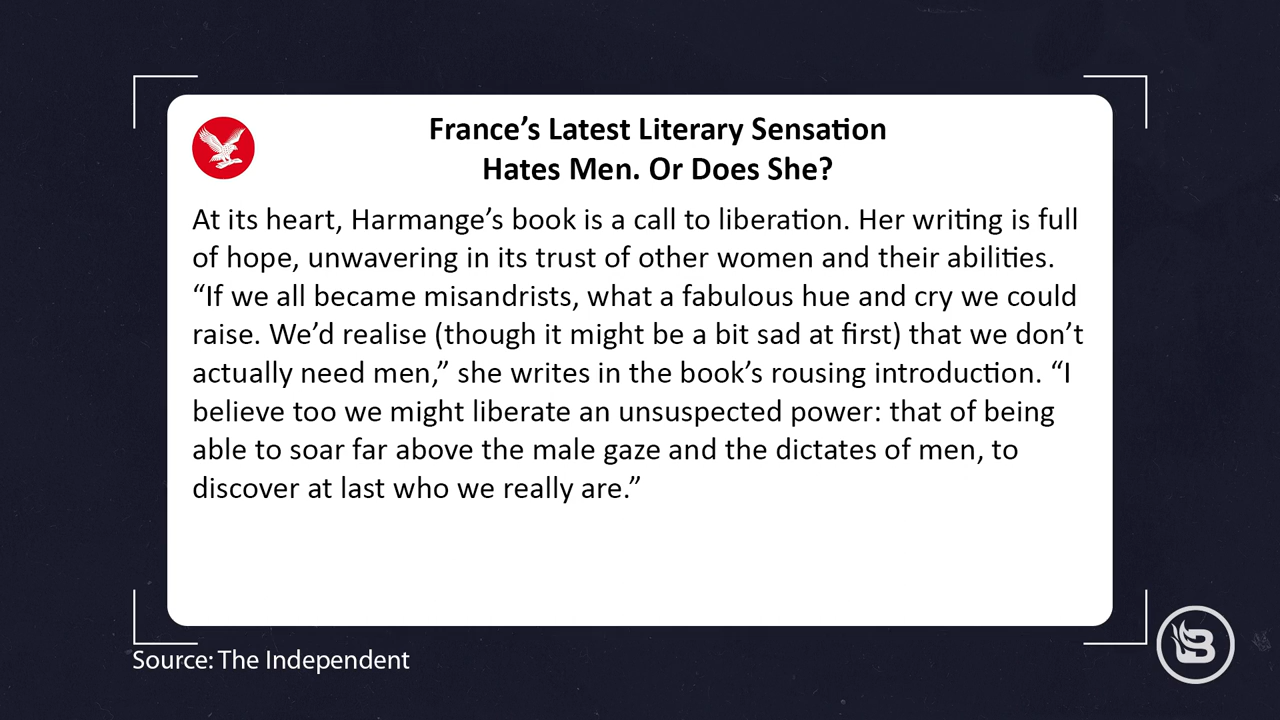 France’s Latest Literary Sensation
Hates Men. Or Does She?
At its heart, Harmange’s book is a call to liberation. Her writing is full
of hope, unwavering in its trust of other women and their abilities.
“If we all became misandrists, what a fabulous hue and cry we could
raise. We’d realise (though it might be a bit sad at first) that we don’t
actually need men,” she writes in the book’s rousing introduction. “I
believe too we might liberate an unsuspected power: that of being
able to soar far above the male gaze and the dictates of men, to
discover at last who we really are.”
Source: The Independent
B